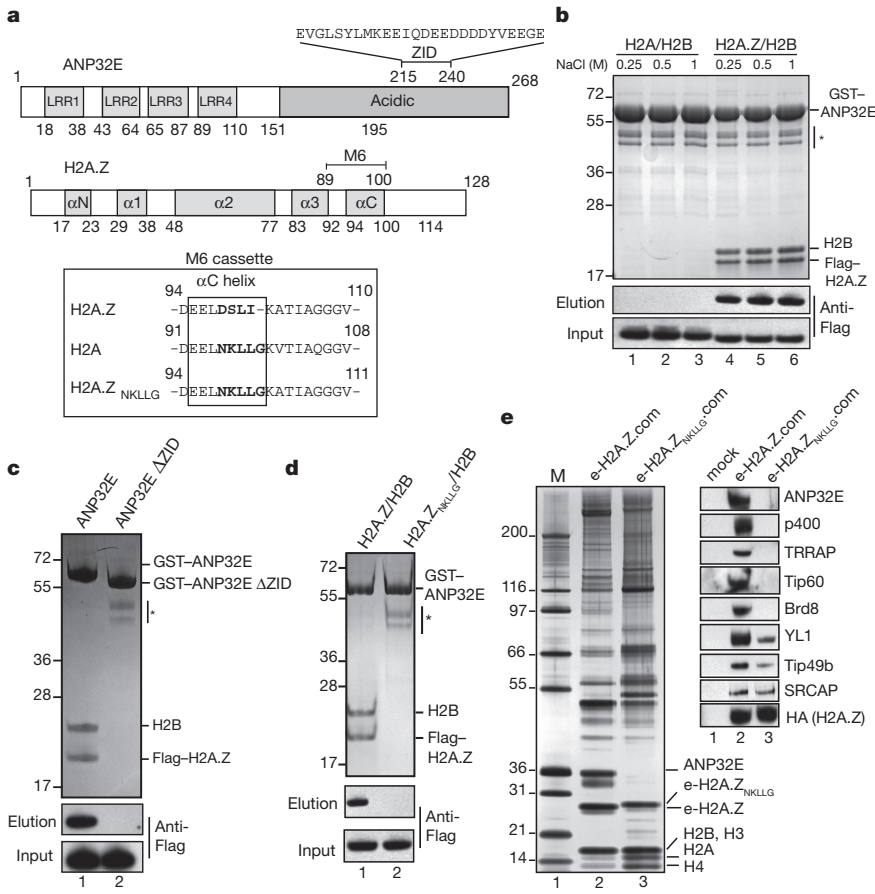 a
EVGLSYLMKEEIQDEEDDDDYVEEGE
ZID
1 ANP32E 215 240 268
LRR1 LRR2 LRR3 LRR4 Acidic
18 38 43 64 65 87 89 110 151 195
M6
1 H2A.Z 89 100 128
αN α1 α2 α3 αC
17 23 29 38 48 77 83 92 94 100 114
M6 cassette
αC helix
94 110
H2A.Z -DEELDSLI-KATIAGGGV-
91 108
H2A -DEELNKLLGKVTIAQGGV-
94 111
H2A.Z NKLLG -DEELNKLLGKATIAGGGV-
b
H2A/H2B H2A.Z/H2B
NaCl (M) 0.25 0.5 1 0.25 0.5 1
72
55
36
28
17
GST–
ANP32E
*
H2B
Flag–
H2A.Z
Elution
Input
Anti-
Flag
1 2 3 4 5 6
c
ANP32E
ANP32E ΔZID
72
55
36
28
17
GST–ANP32E
GST–ANP32E ΔZID
*
H2B
Flag–H2A.Z
Elution
Input
Anti-
Flag
1 2
d
H2A.Z/H2B
H2A.ZNKLLG/H2B
72
55
36
28
17
GST–
ANP32E
*
H2B
Flag–
H2A.Z
Elution
Input
Anti-
Flag
1 2
e
M
e-H2A.Z.com
e-H2A.ZNKLLG.com
200
116
97
66
55
36
31
21
14
ANP32E
e-H2A.ZNKLLG
e-H2A.Z
H2B, H3
H2A
H4
1 2 3
mock
e-H2A.Z.com
e-H2A.ZNKLLG.com
ANP32E
p400
TRRAP
Tip60
Brd8
YL1
Tip49b
SRCAP
HA (H2A.Z)
1 2 3